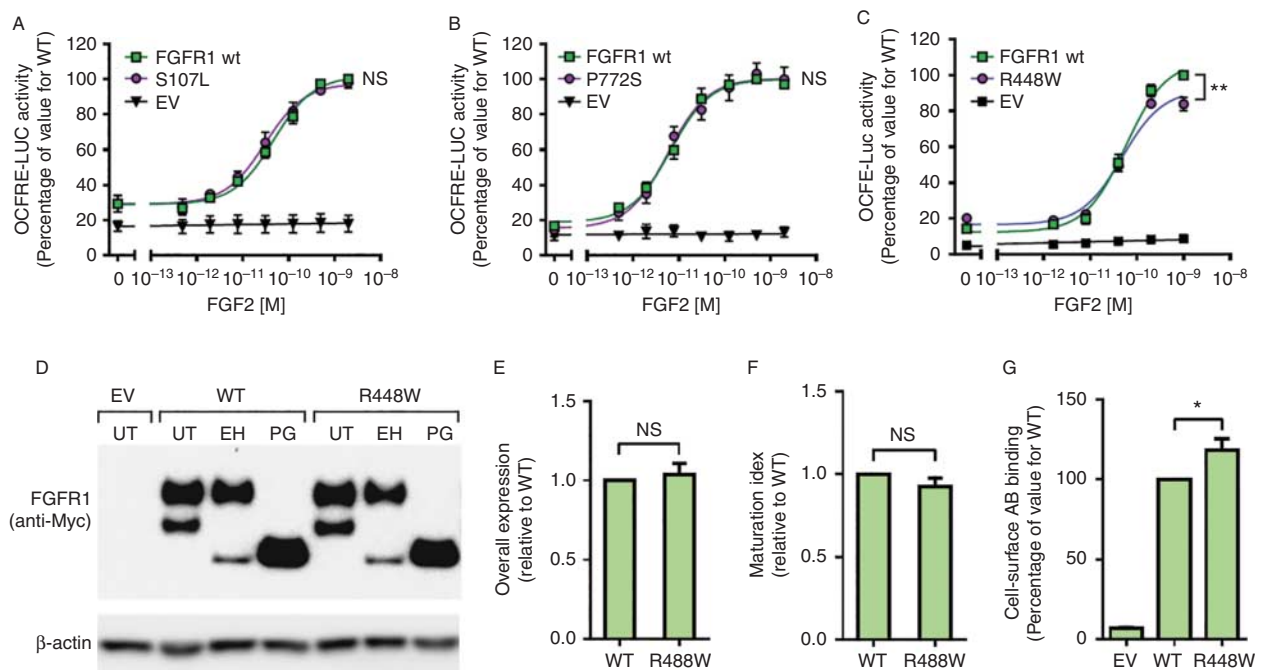 A
OCFRE-LUC activity
(Percentage of value for WT)
120
100
80
60
40
20
0
FGFR1 wt
S107L
EV
NS
0 10⁻¹³ 10⁻¹² 10⁻¹¹ 10⁻¹⁰ 10⁻⁹ 10⁻⁸
FGF2 [M]
B
OCFRE-LUC activity
(Percentage of value for WT)
120
100
80
60
40
20
0
FGFR1 wt
P772S
EV
NS
0 10⁻¹³ 10⁻¹² 10⁻¹¹ 10⁻¹⁰ 10⁻⁹ 10⁻⁸
FGF2 [M]
C
OCFE-Luc activity
(Percentage of value for WT)
120
100
80
60
40
20
0
FGFR1 wt
R448W
EV
**
0 10⁻¹³ 10⁻¹² 10⁻¹¹ 10⁻¹⁰ 10⁻⁹ 10⁻⁸
FGF2 [M]
D
EV WT R448W
UT UT EH PG UT EH PG
FGFR1
(anti-Myc)
β-actin
E
Overall expression
(relative to WT)
2.0
1.5
1.0
0.5
0.0
NS
WT R488W
F
Maturation idex
(relative to WT)
1.5
1.0
0.5
0.0
NS
WT R488W
G
Cell-surface AB binding
(Percentage of value for WT)
150
100
50
0
*
EV WT R448W